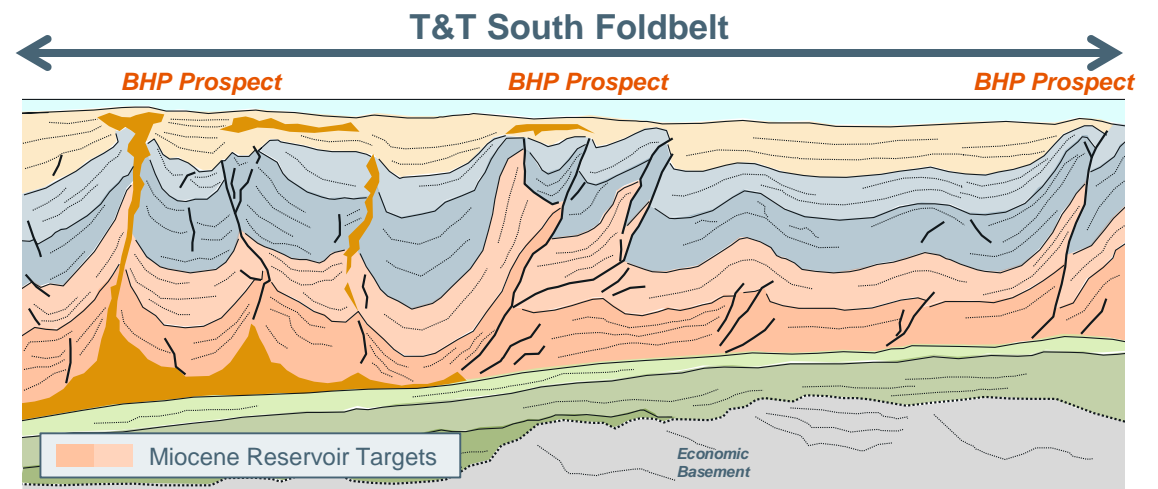 T&T South Foldbelt
BHP Prospect BHP Prospect BHP Prospect
Miocene Reservoir Targets
Economic
Basement